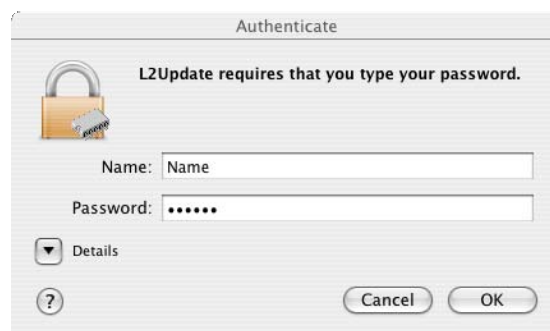 Authenticate
L2Update requires that you type your password.
Name: Name
Password: ••••••
Details
? Cancel OK